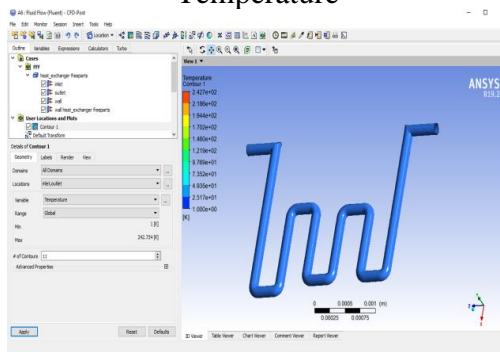 Temperature
A6 : Fluid Flow (Fluent) - CFD-Post
File Edit Monitor Session Insert Tools Help
Location
Outline Variables Expressions Calculators Turbo
Cases
FFF
heat_exchanger freeparts
inlet
outlet
wall
wall heat_exchanger freeparts
User Locations and Plots
Contour 1
Default Transform
Details of Contour 1
Geometry Labels Render View
Domains All Domains
Locations inlet,outlet
Variable Temperature
Range Global
Min 1 [K]
Max 242.734 [K]
# of Contours 11
Advanced Properties
Apply Reset Defaults
View 1
Temperature
Contour 1
2.427e+02
2.186e+02
1.944e+02
1.702e+02
1.460e+02
1.219e+02
9.769e+01
7.352e+01
4.935e+01
2.517e+01
1.000e+00
[K]
ANSYS
R19.2
0 0.0005 0.001 (m)
0.00025 0.00075
3D Viewer Table Viewer Chart Viewer Comment Viewer Report Viewer